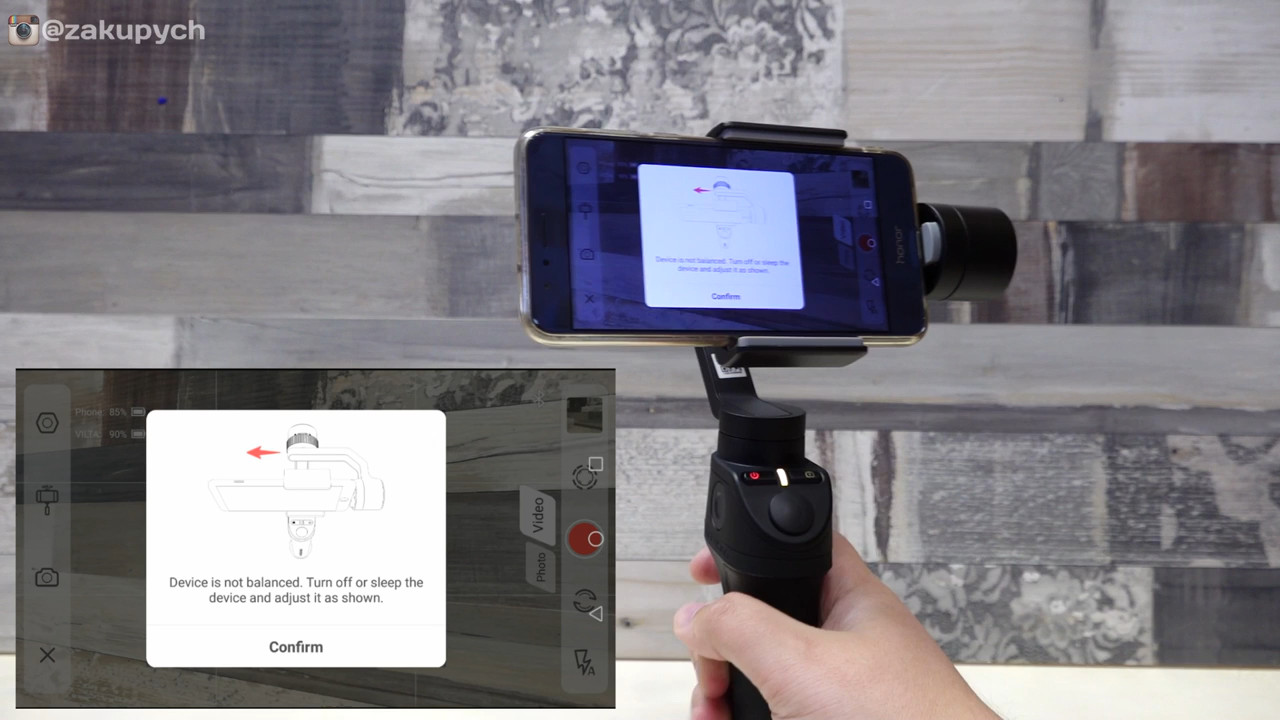 @zakupych
Device is not balanced. Turn off or sleep the
device and adjust it as shown.
Confirm
honor
Phone: 85%
VILTA: 90%
Video
Photo
Device is not balanced. Turn off or sleep the
device and adjust it as shown.
Confirm
A